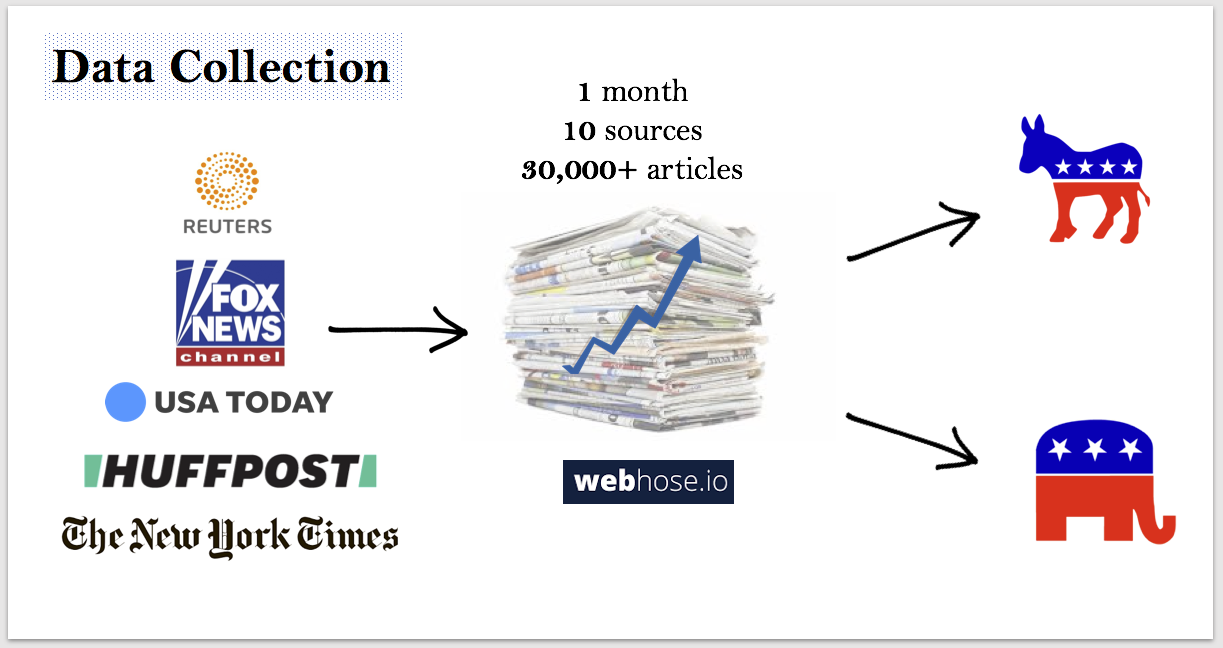 Data Collection
1 month
10 sources
30,000+ articles
REUTERS
FOX
NEWS
channel
USA TODAY
HUFFPOST
The New York Times
webhose.io